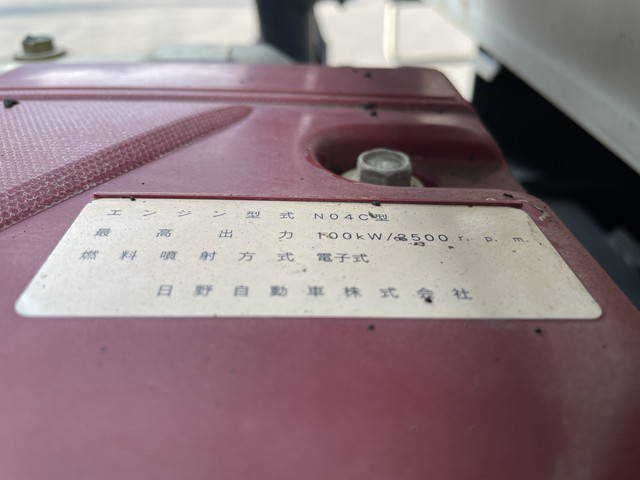 エンジン型式 N04C型
最高出力 100kW/2500 r.p.m.
燃料噴射方式 電子式
日野自動車株式会社